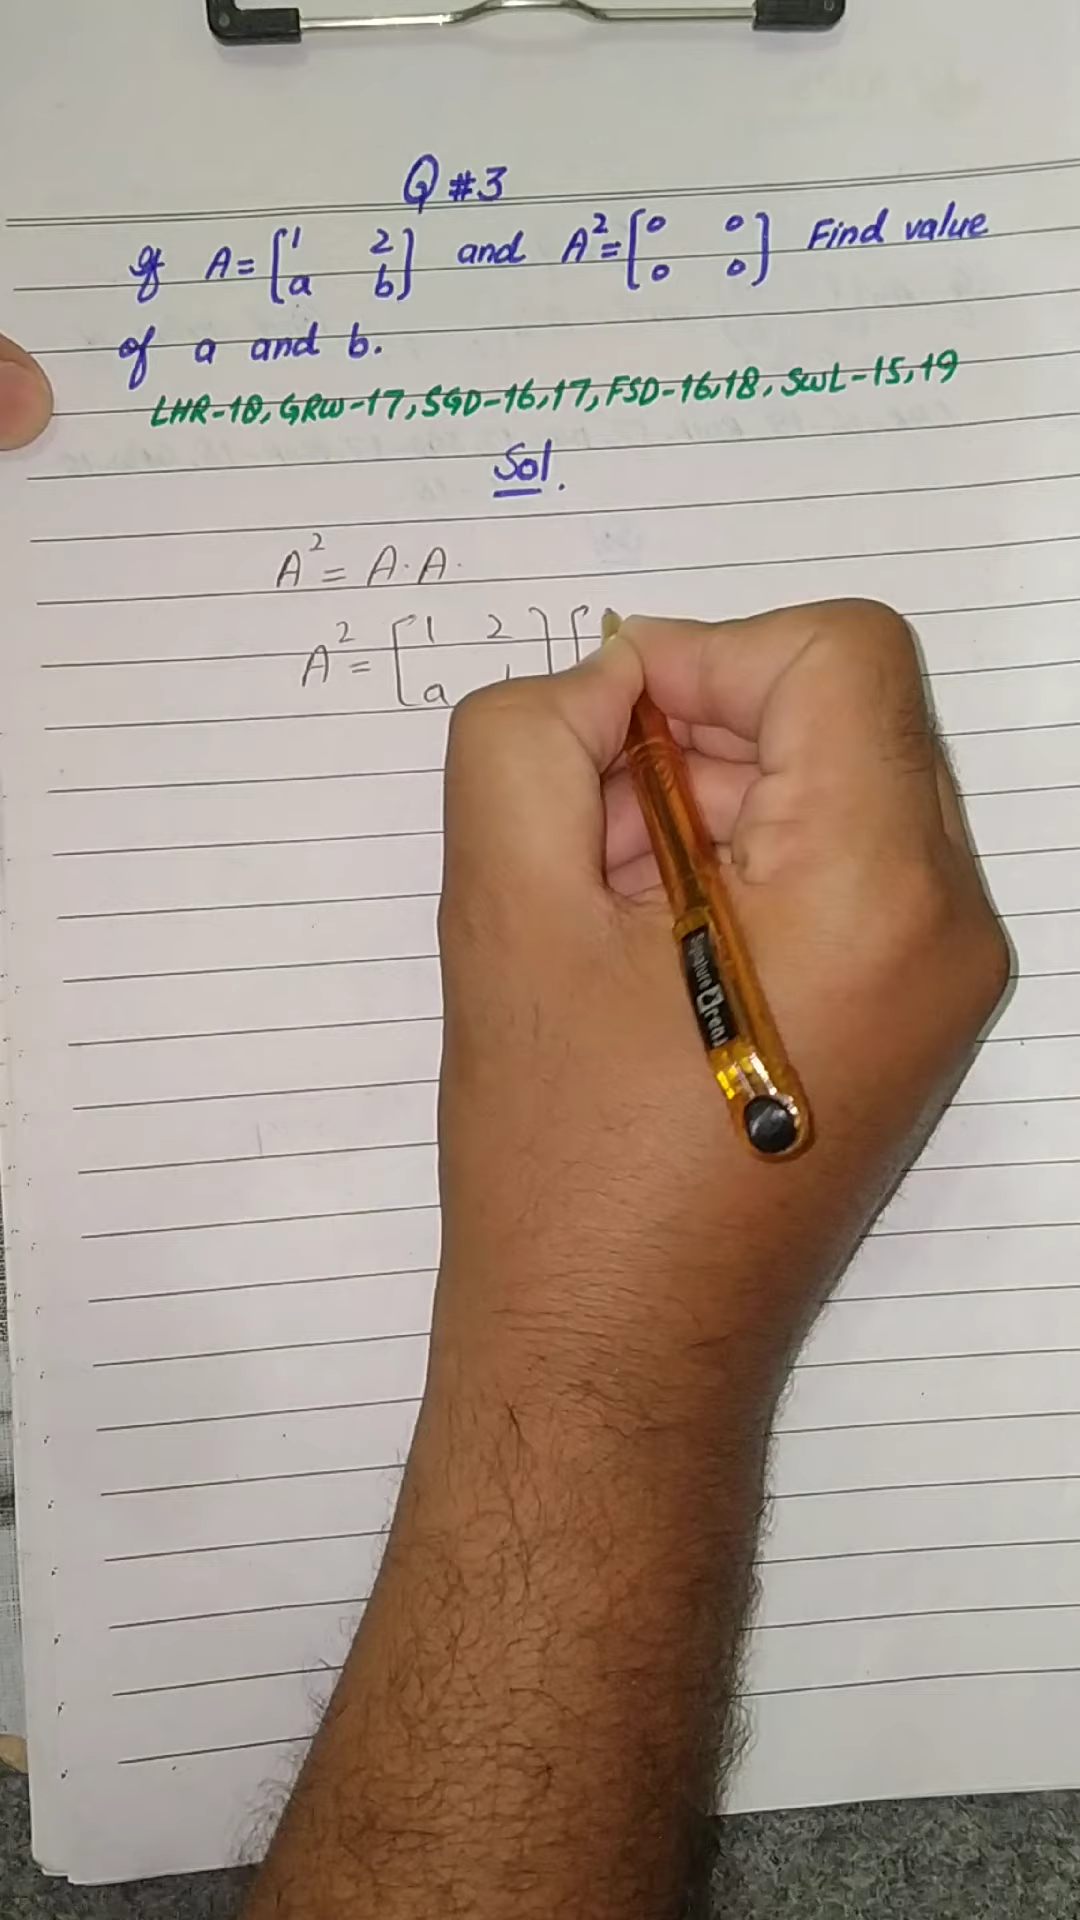 Q #3
If A = [1 2 and A² = [0 0 Find value
a b] 0 0]
of a and b.
LHR-18, GRW-17, SGD-16,17, FSD-16,18, SWL-15,19
Sol.
A² = A·A.
A² = [1 2] [
a
Signature